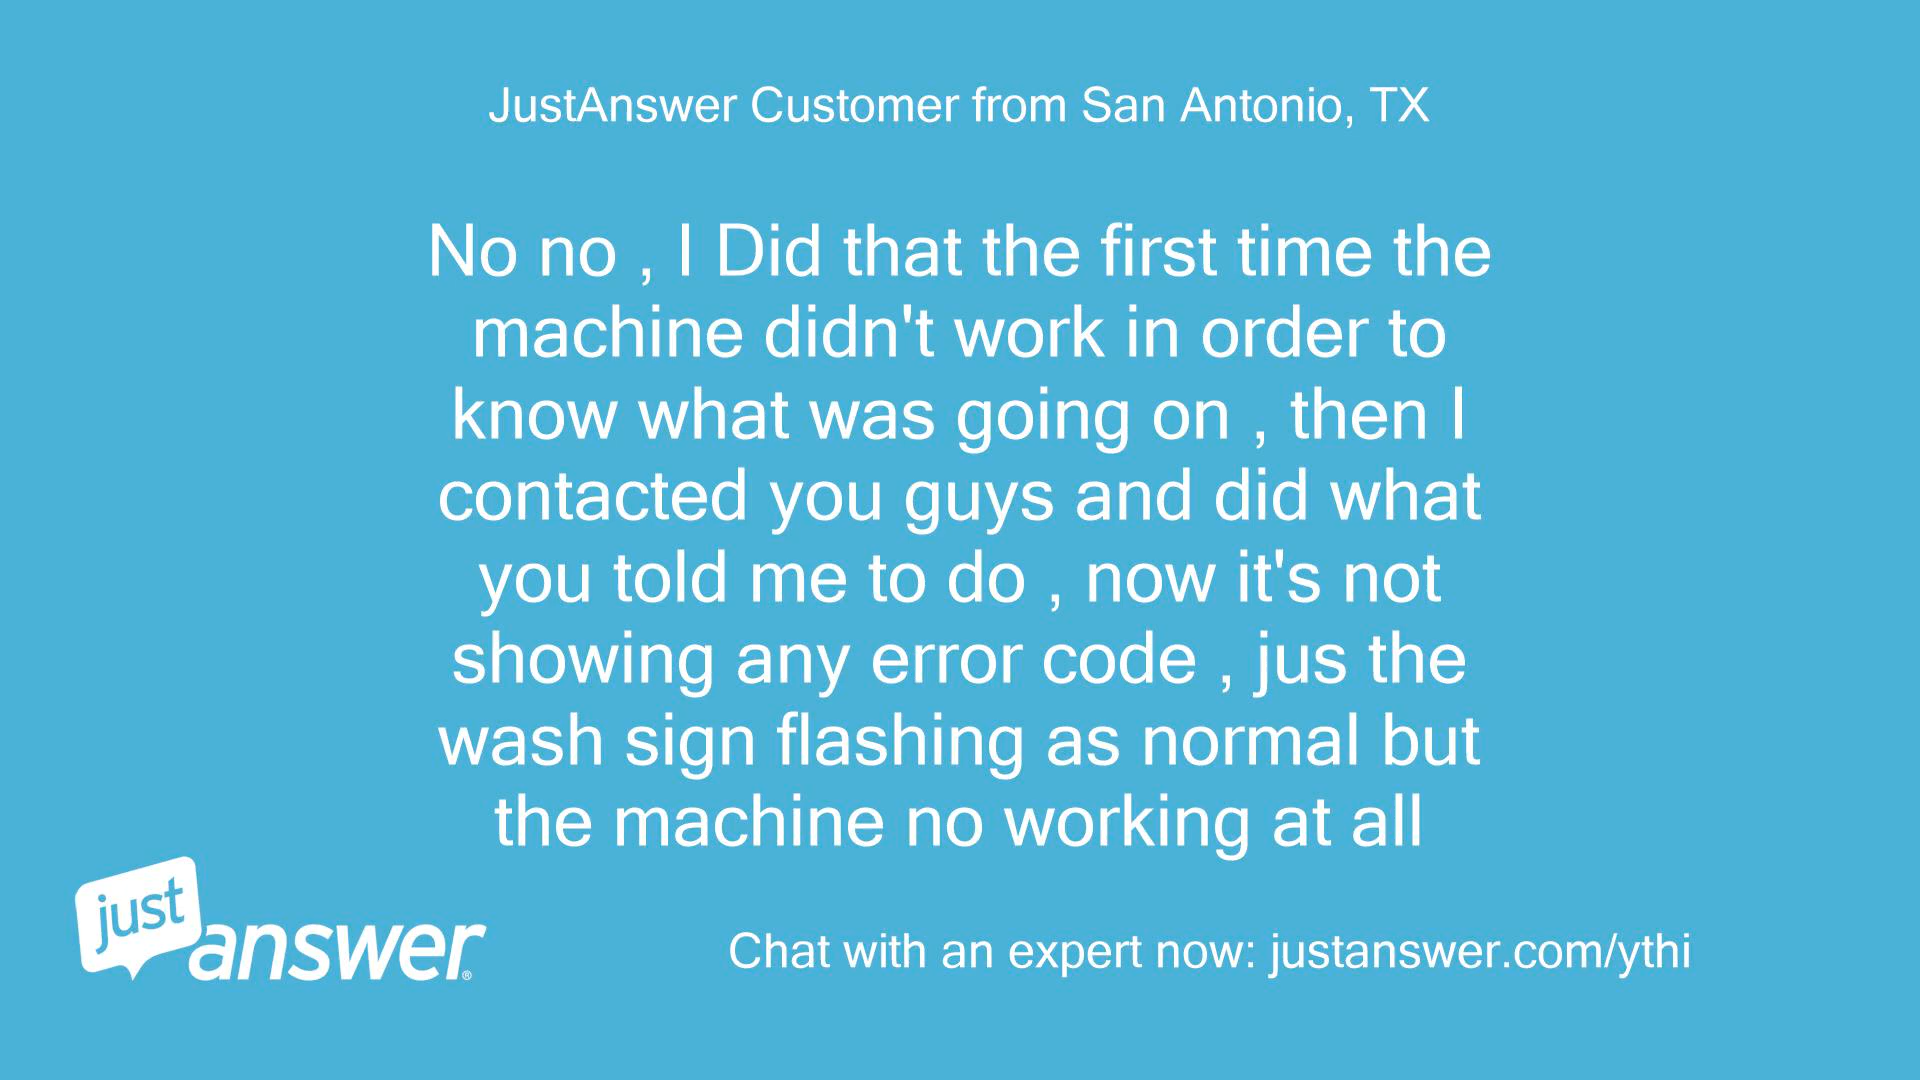 JustAnswer Customer from San Antonio, TX
No no , I Did that the first time the
machine didn't work in order to
know what was going on , then I
contacted you guys and did what
you told me to do , now it's not
showing any error code , jus the
wash sign flashing as normal but
the machine no working at all
just
answer®
Chat with an expert now: justanswer.com/ythi